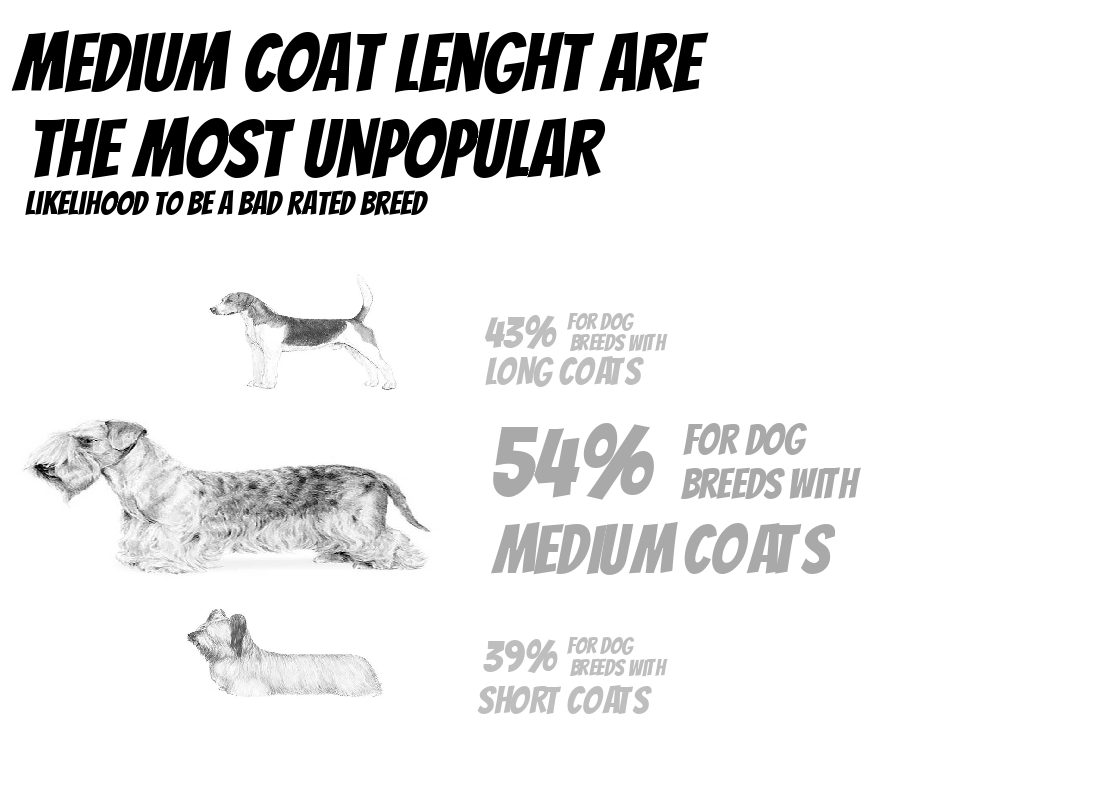 MEDIUM COAT LENGHT ARE
THE MOST UNPOPULAR
LIKELIHOOD TO BE A BAD RATED BREED
43% FOR DOG
BREEDS WITH
LONG COATS
54% FOR DOG
BREEDS WITH
MEDIUM COATS
39% FOR DOG
BREEDS WITH
SHORT COATS